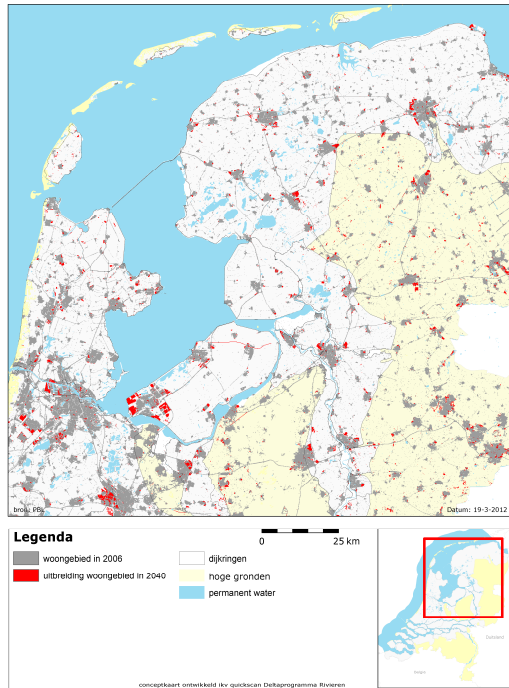 bron: PBL
Datum: 19-3-2012
Legenda
woongebied in 2006
uitbreiding woongebied in 2040
dijkringen
hoge gronden
permanent water
0 25 km
Duitsland
België
conceptkaart ontwikkeld ikv quickscan Deltaprogramma Rivieren